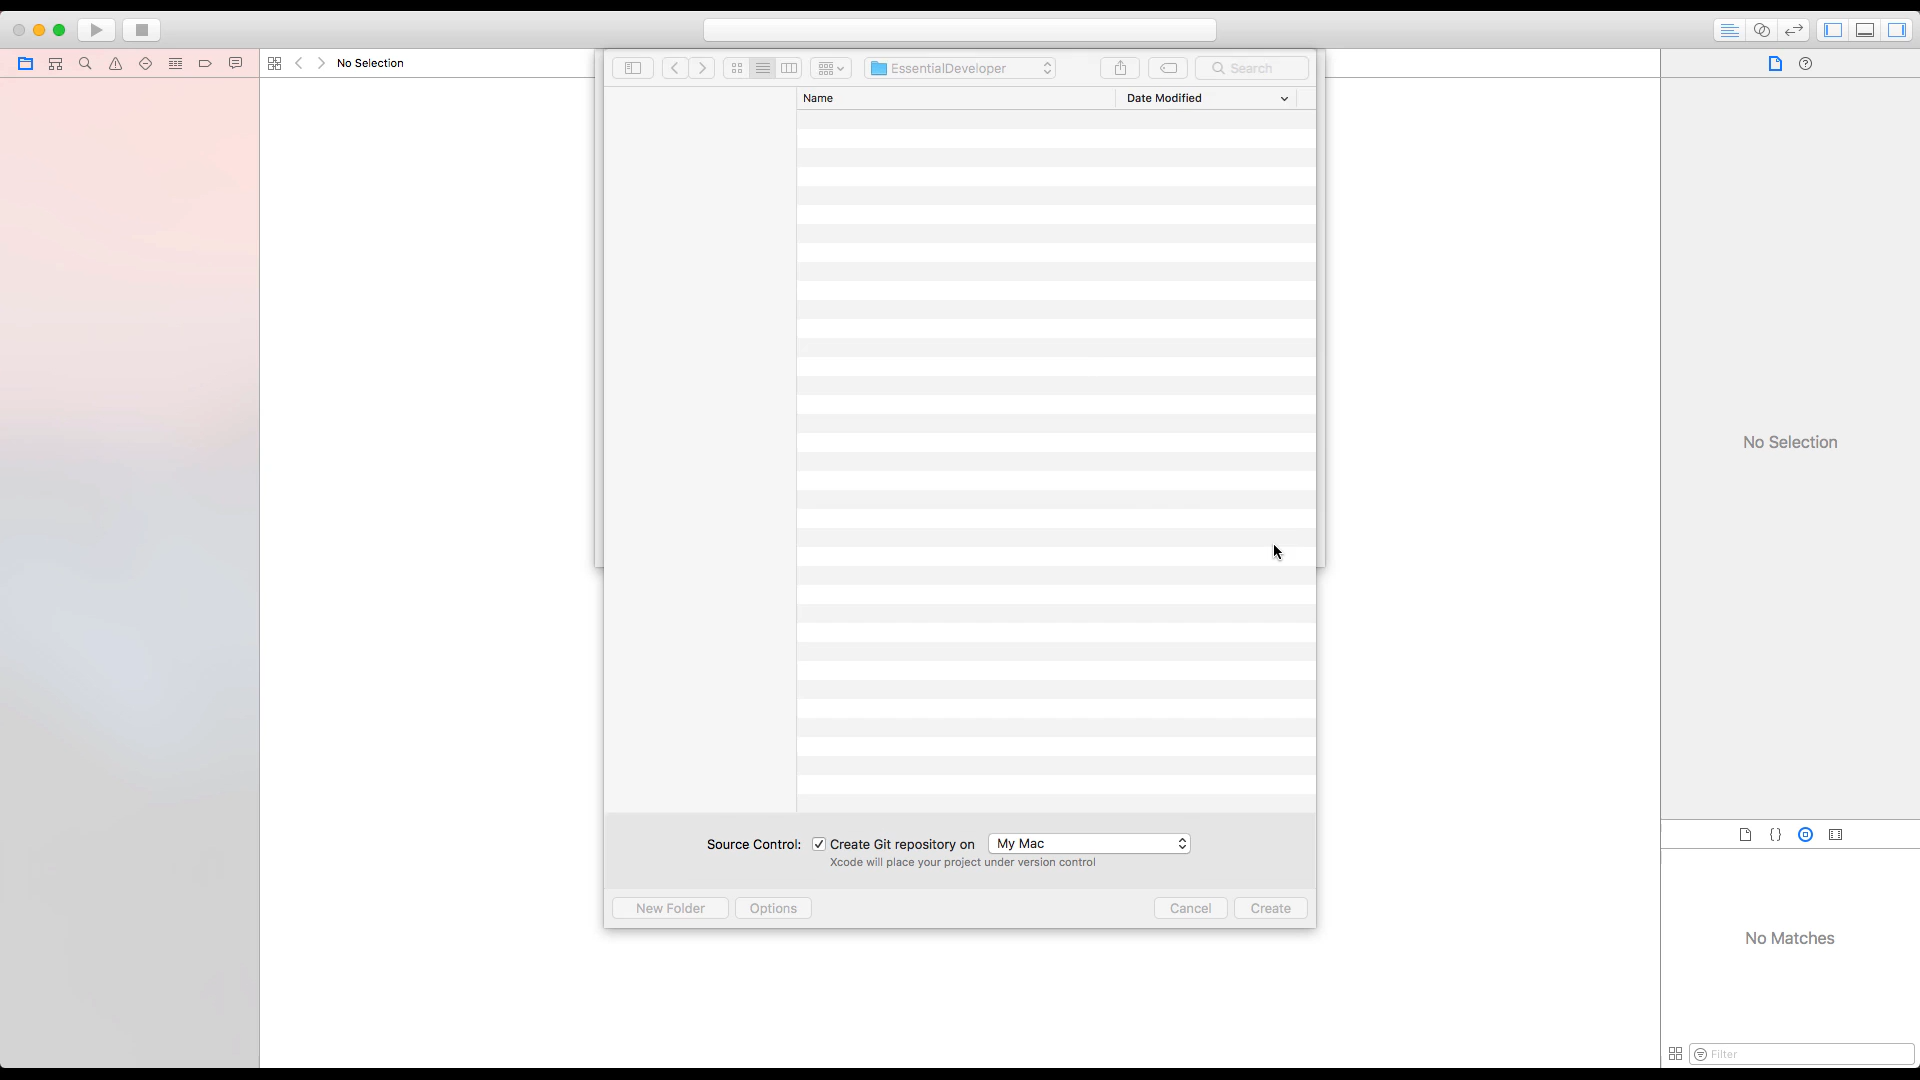 No Selection
EssentialDeveloper
Search
Name
Date Modified
No Selection
Source Control:
Create Git repository on
My Mac
Xcode will place your project under version control
New Folder
Options
Cancel
Create
No Matches
Filter